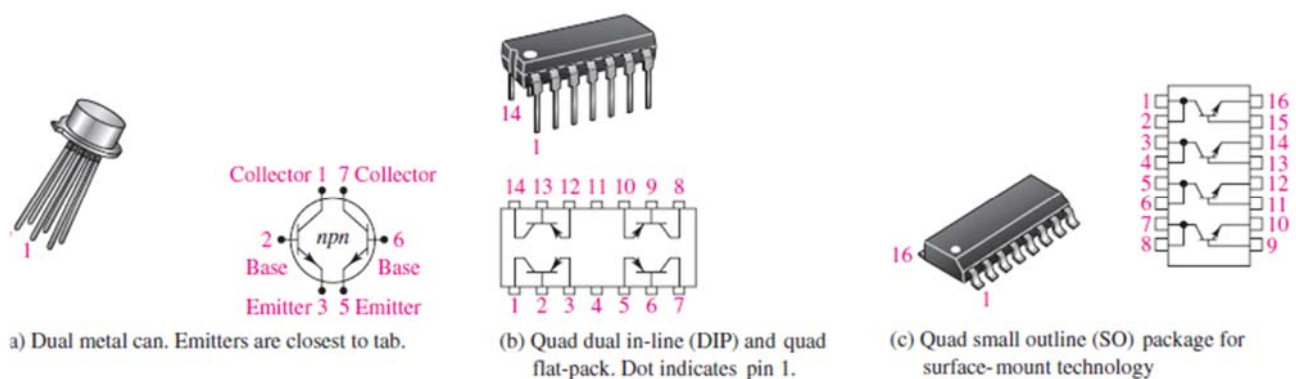 1
Collector 1 7 Collector
2 npn 6
Base Base
Emitter 3 5 Emitter
a) Dual metal can. Emitters are closest to tab.
14
1
14 13 12 11 10 9 8
1 2 3 4 5 6 7
(b) Quad dual in-line (DIP) and quad
flat-pack. Dot indicates pin 1.
16
1
1 16
2 15
3 14
4 13
5 12
6 11
7 10
8 9
(c) Quad small outline (SO) package for
surface-mount technology